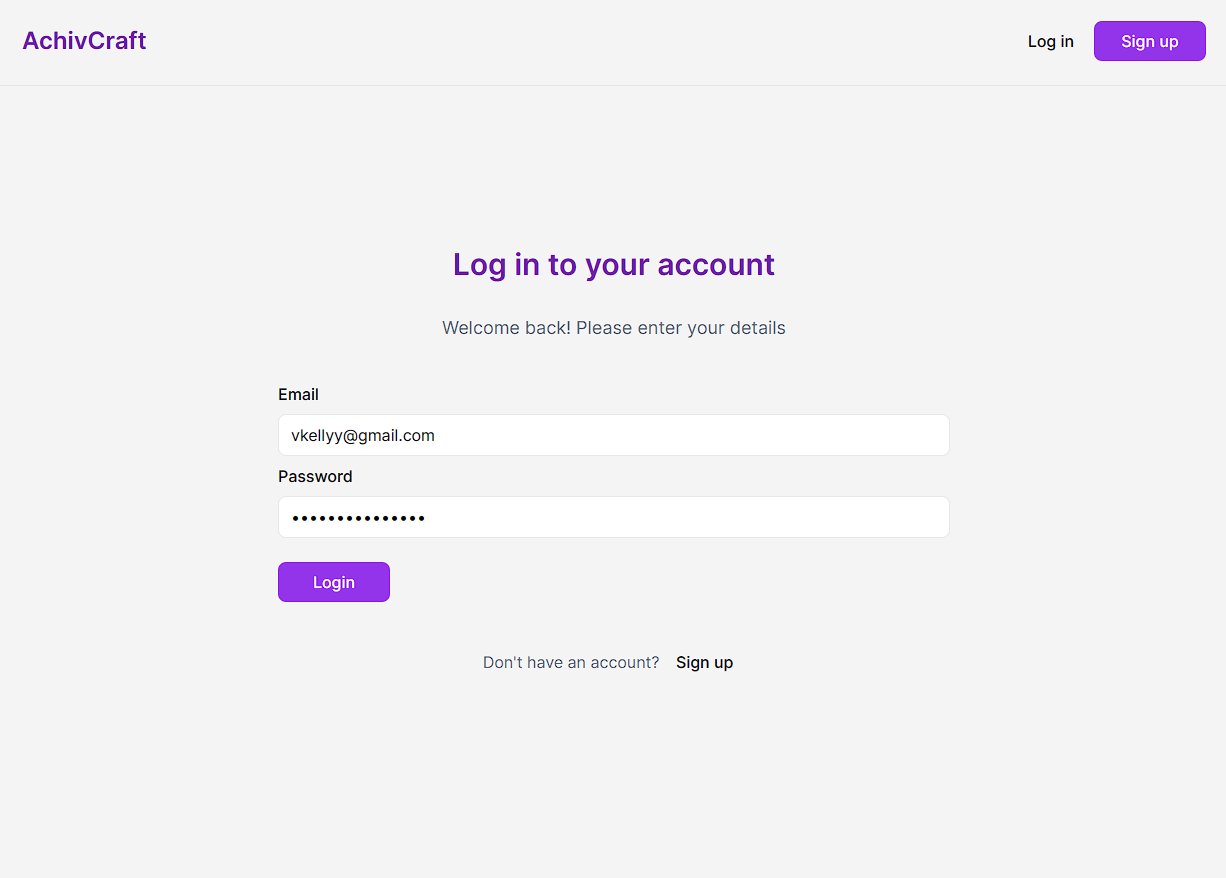 AchivCraft
Log in
Sign up
Log in to your account
Welcome back! Please enter your details
Email
vkellyy@gmail.com
Password
•••••••••••••••
Login
Don't have an account? Sign up